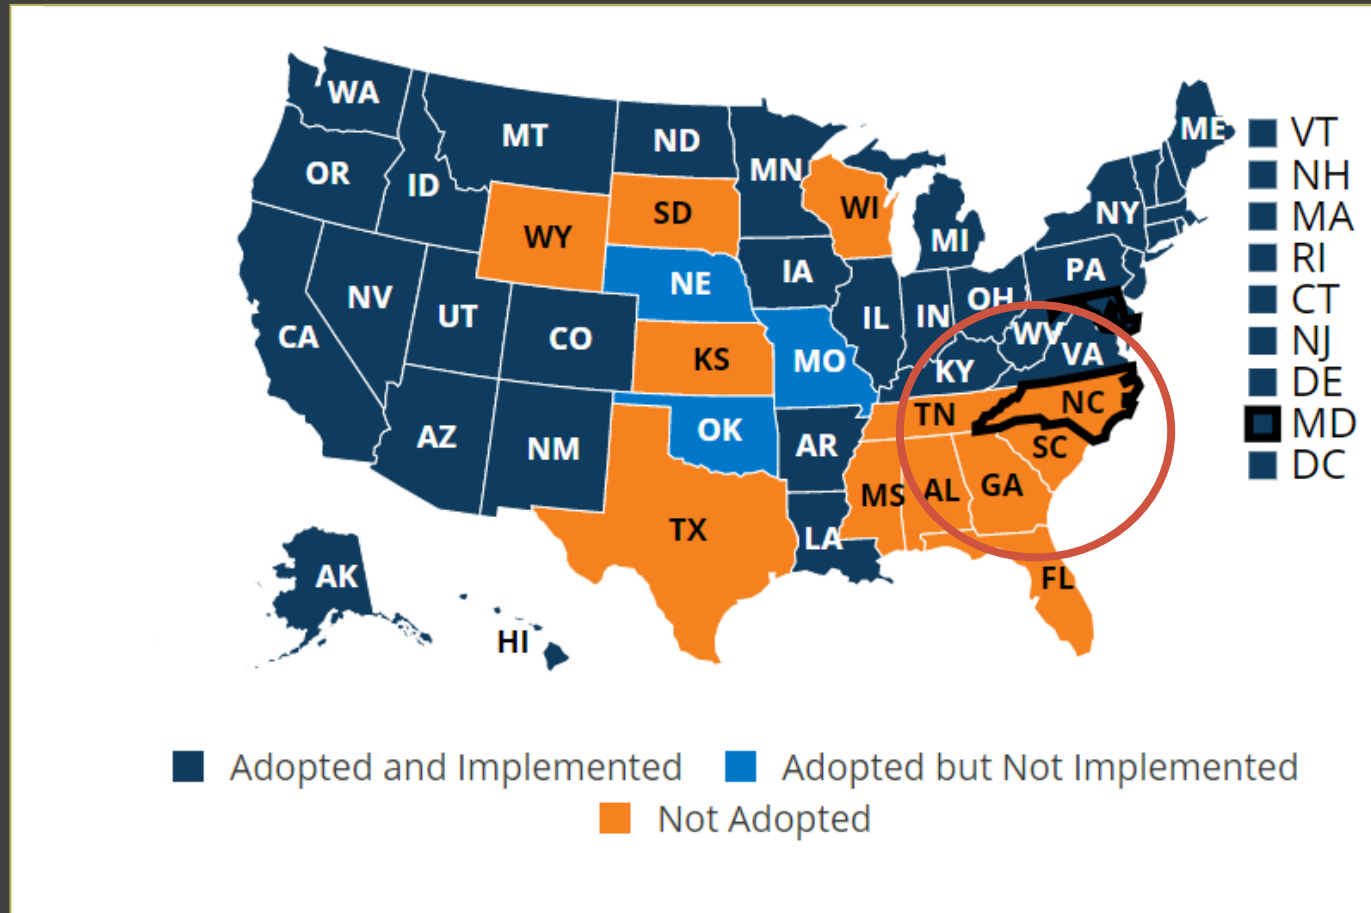 WA
MT
ND
MN
ME
VT
OR
ID
NH
WY
SD
WI
NY
MA
MI
RI
NV
UT
NE
IA
PA
CT
CA
CO
IL
IN
OH
NJ
KS
MO
KY
WV
VA
DE
AZ
NM
OK
AR
TN
NC
MD
SC
DC
TX
MS
AL
GA
LA
AK
FL
HI
Adopted and Implemented
Adopted but Not Implemented
Not Adopted